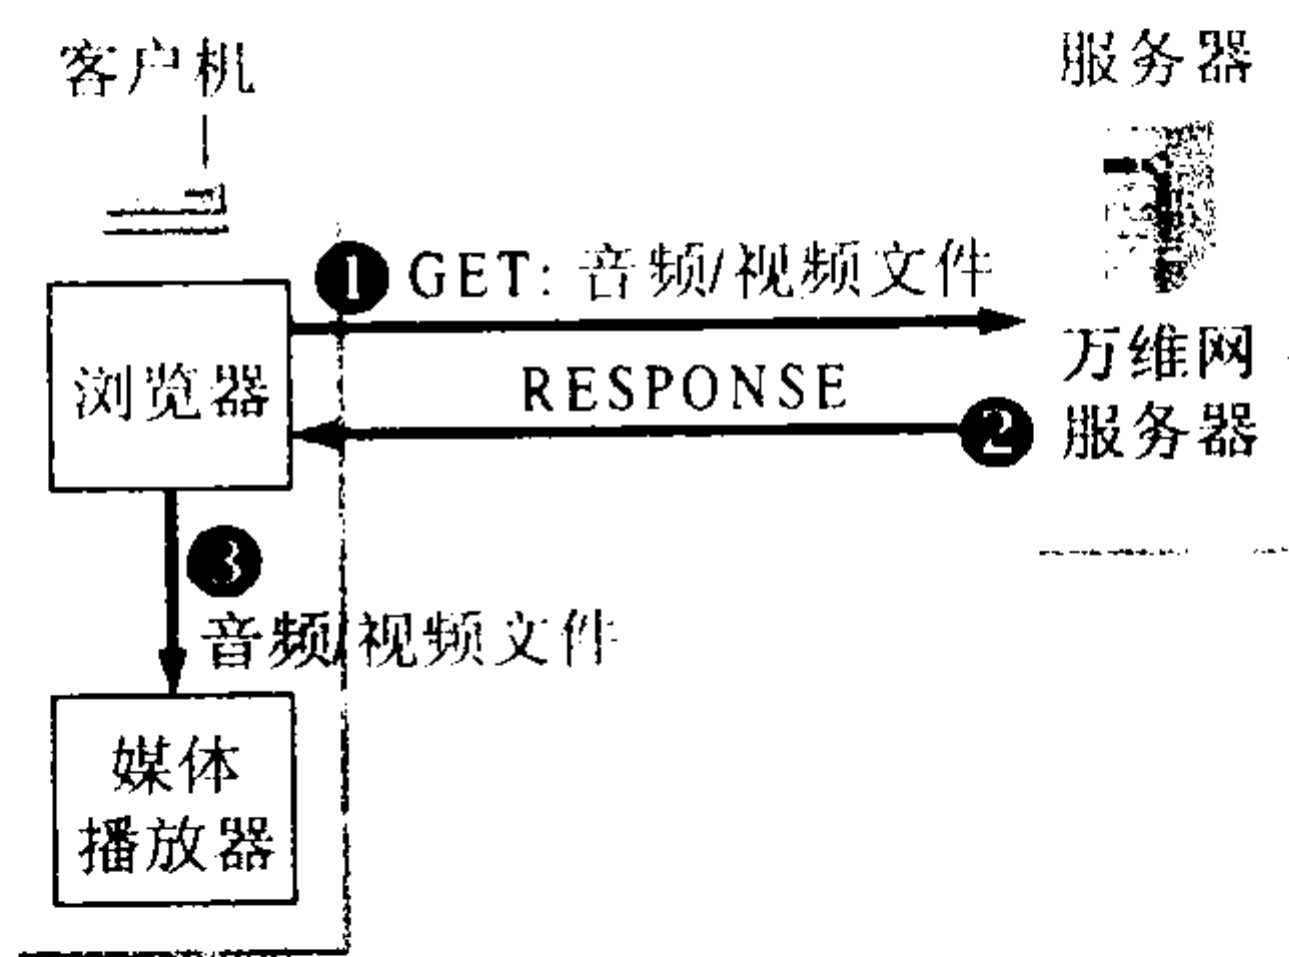 客户机
服务器
❶ GET: 音频/视频文件
浏览器
RESPONSE
❷
万维网
服务器
❸
音频/视频文件
媒体
播放器